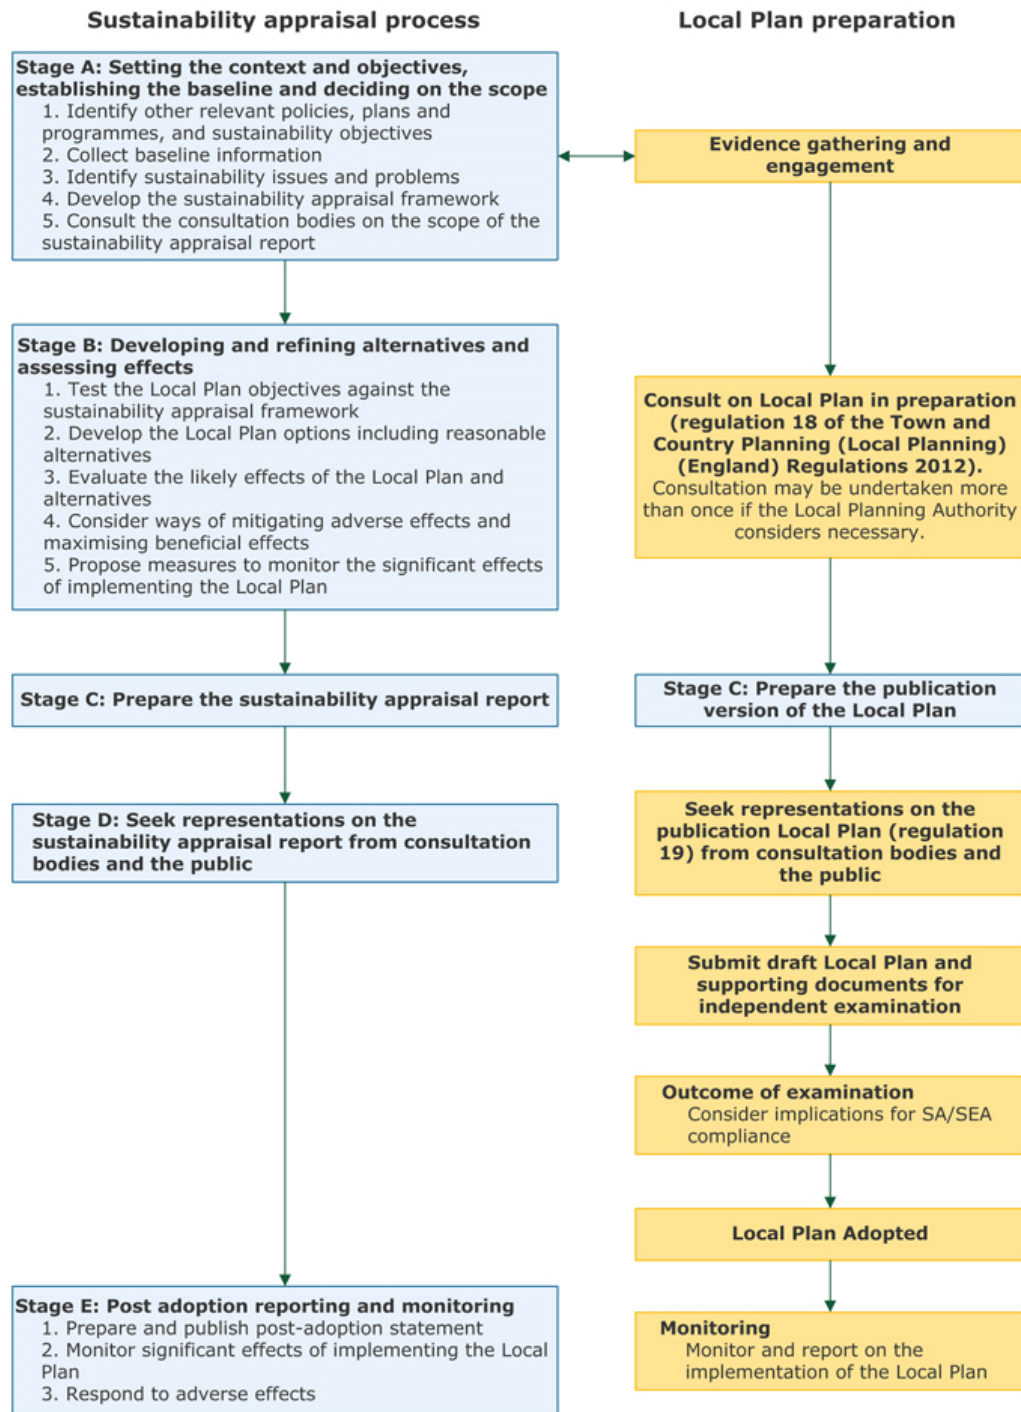 Sustainability appraisal process
Local Plan preparation
Stage A: Setting the context and objectives,
establishing the baseline and deciding on the scope
1. Identify other relevant policies, plans and
programmes, and sustainability objectives
2. Collect baseline information
3. Identify sustainability issues and problems
4. Develop the sustainability appraisal framework
5. Consult the consultation bodies on the scope of the
sustainability appraisal report
Evidence gathering and
engagement
Stage B: Developing and refining alternatives and
assessing effects
1. Test the Local Plan objectives against the
sustainability appraisal framework
2. Develop the Local Plan options including reasonable
alternatives
3. Evaluate the likely effects of the Local Plan and
alternatives
4. Consider ways of mitigating adverse effects and
maximising beneficial effects
5. Propose measures to monitor the significant effects
of implementing the Local Plan
Consult on Local Plan in preparation
(regulation 18 of the Town and
Country Planning (Local Planning)
(England) Regulations 2012).
Consultation may be undertaken more
than once if the Local Planning Authority
considers necessary.
Stage C: Prepare the sustainability appraisal report
Stage C: Prepare the publication
version of the Local Plan
Stage D: Seek representations on the
sustainability appraisal report from consultation
bodies and the public
Seek representations on the
publication Local Plan (regulation
19) from consultation bodies and
the public
Submit draft Local Plan and
supporting documents for
independent examination
Outcome of examination
Consider implications for SA/SEA
compliance
Local Plan Adopted
Stage E: Post adoption reporting and monitoring
1. Prepare and publish post-adoption statement
2. Monitor significant effects of implementing the Local
Plan
3. Respond to adverse effects
Monitoring
Monitor and report on the
implementation of the Local Plan